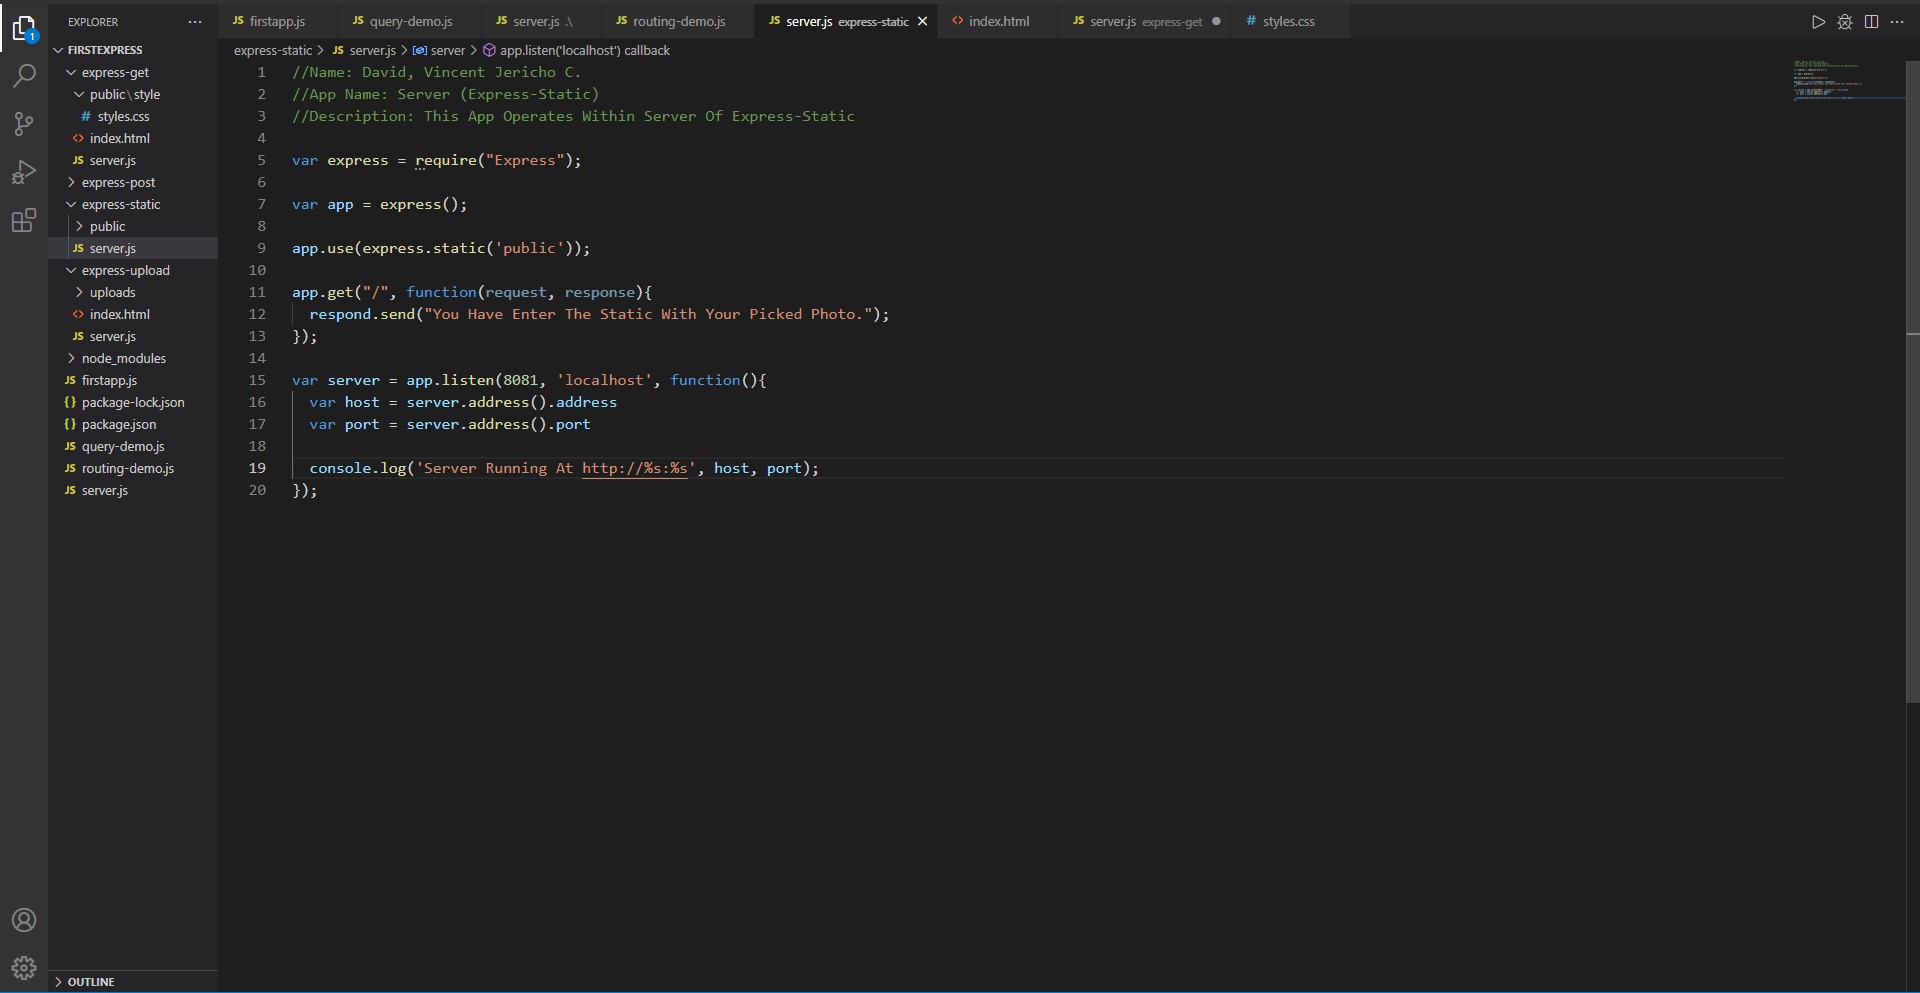 EXPLORER
firstapp.js
query-demo.js
server.js .\
routing-demo.js
server.js express-static
index.html
server.js express-get
# styles.css
1
FIRSTEXPRESS
express-get
public\style
# styles.css
index.html
JS server.js
express-post
express-static
public
JS server.js
express-upload
uploads
index.html
JS server.js
node_modules
JS firstapp.js
{} package-lock.json
{} package.json
JS query-demo.js
JS routing-demo.js
JS server.js
OUTLINE
express-static > JS server.js > server > app.listen('localhost') callback
1 //Name: David, Vincent Jericho C.
2 //App Name: Server (Express-Static)
3 //Description: This App Operates Within Server Of Express-Static
4
5 var express = require("Express");
6
7 var app = express();
8
9 app.use(express.static('public'));
10
11 app.get("/", function(request, response){
12 respond.send("You Have Enter The Static With Your Picked Photo.");
13 });
14
15 var server = app.listen(8081, 'localhost', function(){
16 var host = server.address().address
17 var port = server.address().port
18
19 console.log('Server Running At http://%s:%s', host, port);
20 });